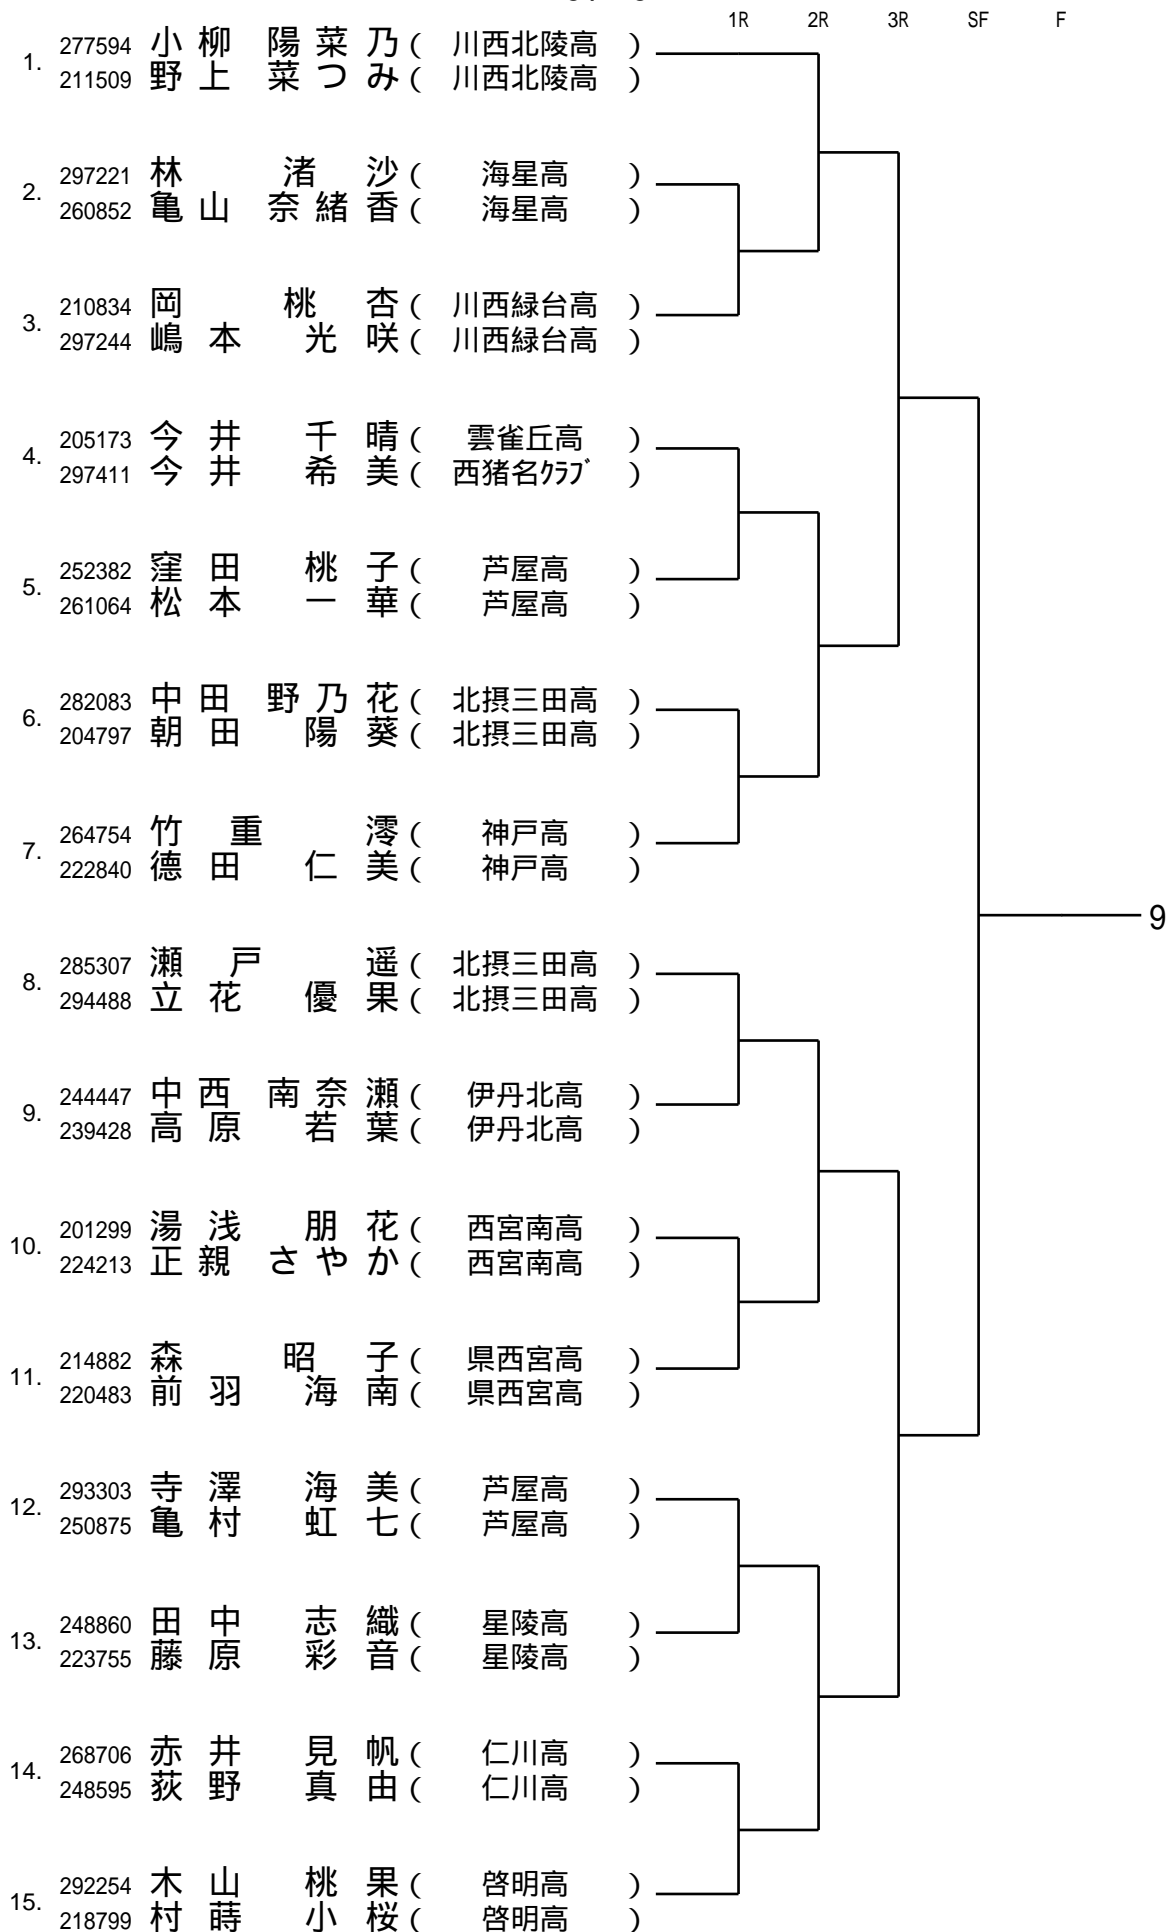 1R 2R 3R SF F
1. 277594 小柳 陽菜乃 ( 川西北陵高 )
211509 野上 菜つみ ( 川西北陵高 )
2. 297221 林 渚沙 ( 海星高 )
260852 亀山 奈緒香 ( 海星高 )
3. 210834 岡 桃杏 ( 川西緑台高 )
297244 嶋本 光咲 ( 川西緑台高 )
4. 205173 今井 千晴 ( 雲雀丘高 )
297411 今井 希美 ( 西猪名ｸﾗﾌﾞ )
5. 252382 窪田 桃子 ( 芦屋高 )
261064 松本 一華 ( 芦屋高 )
6. 282083 中田 野乃花 ( 北摂三田高 )
204797 朝田 陽葵 ( 北摂三田高 )
7. 264754 竹重 澪 ( 神戸高 )
222840 德田 仁美 ( 神戸高 )
9
8. 285307 瀬戸 遥 ( 北摂三田高 )
294488 立花 優果 ( 北摂三田高 )
9. 244447 中西 南奈瀬 ( 伊丹北高 )
239428 高原 若葉 ( 伊丹北高 )
10. 201299 湯浅 朋花 ( 西宮南高 )
224213 正親 さやか ( 西宮南高 )
11. 214882 森 昭子 ( 県西宮高 )
220483 前羽 海南 ( 県西宮高 )
12. 293303 寺澤 海美 ( 芦屋高 )
250875 亀村 虹七 ( 芦屋高 )
13. 248860 田中 志織 ( 星陵高 )
223755 藤原 彩音 ( 星陵高 )
14. 268706 赤井 見帆 ( 仁川高 )
248595 荻野 真由 ( 仁川高 )
15. 292254 木山 桃果 ( 啓明高 )
218799 村蒔 小桜 ( 啓明高 )